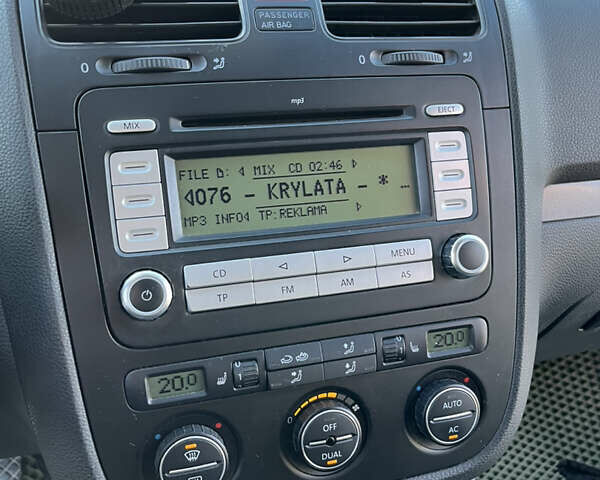 PASSENGER
AIR BAG
0
0
mp3
MIX
EJECT
FILE D: MIX CD 02:46
076 - KRYLATA - * ...
MP3 INFO TP:REKLAMA
CD
MENU
TP
FM
AM
AS
20.0
20.0
OFF
DUAL
AUTO
AC